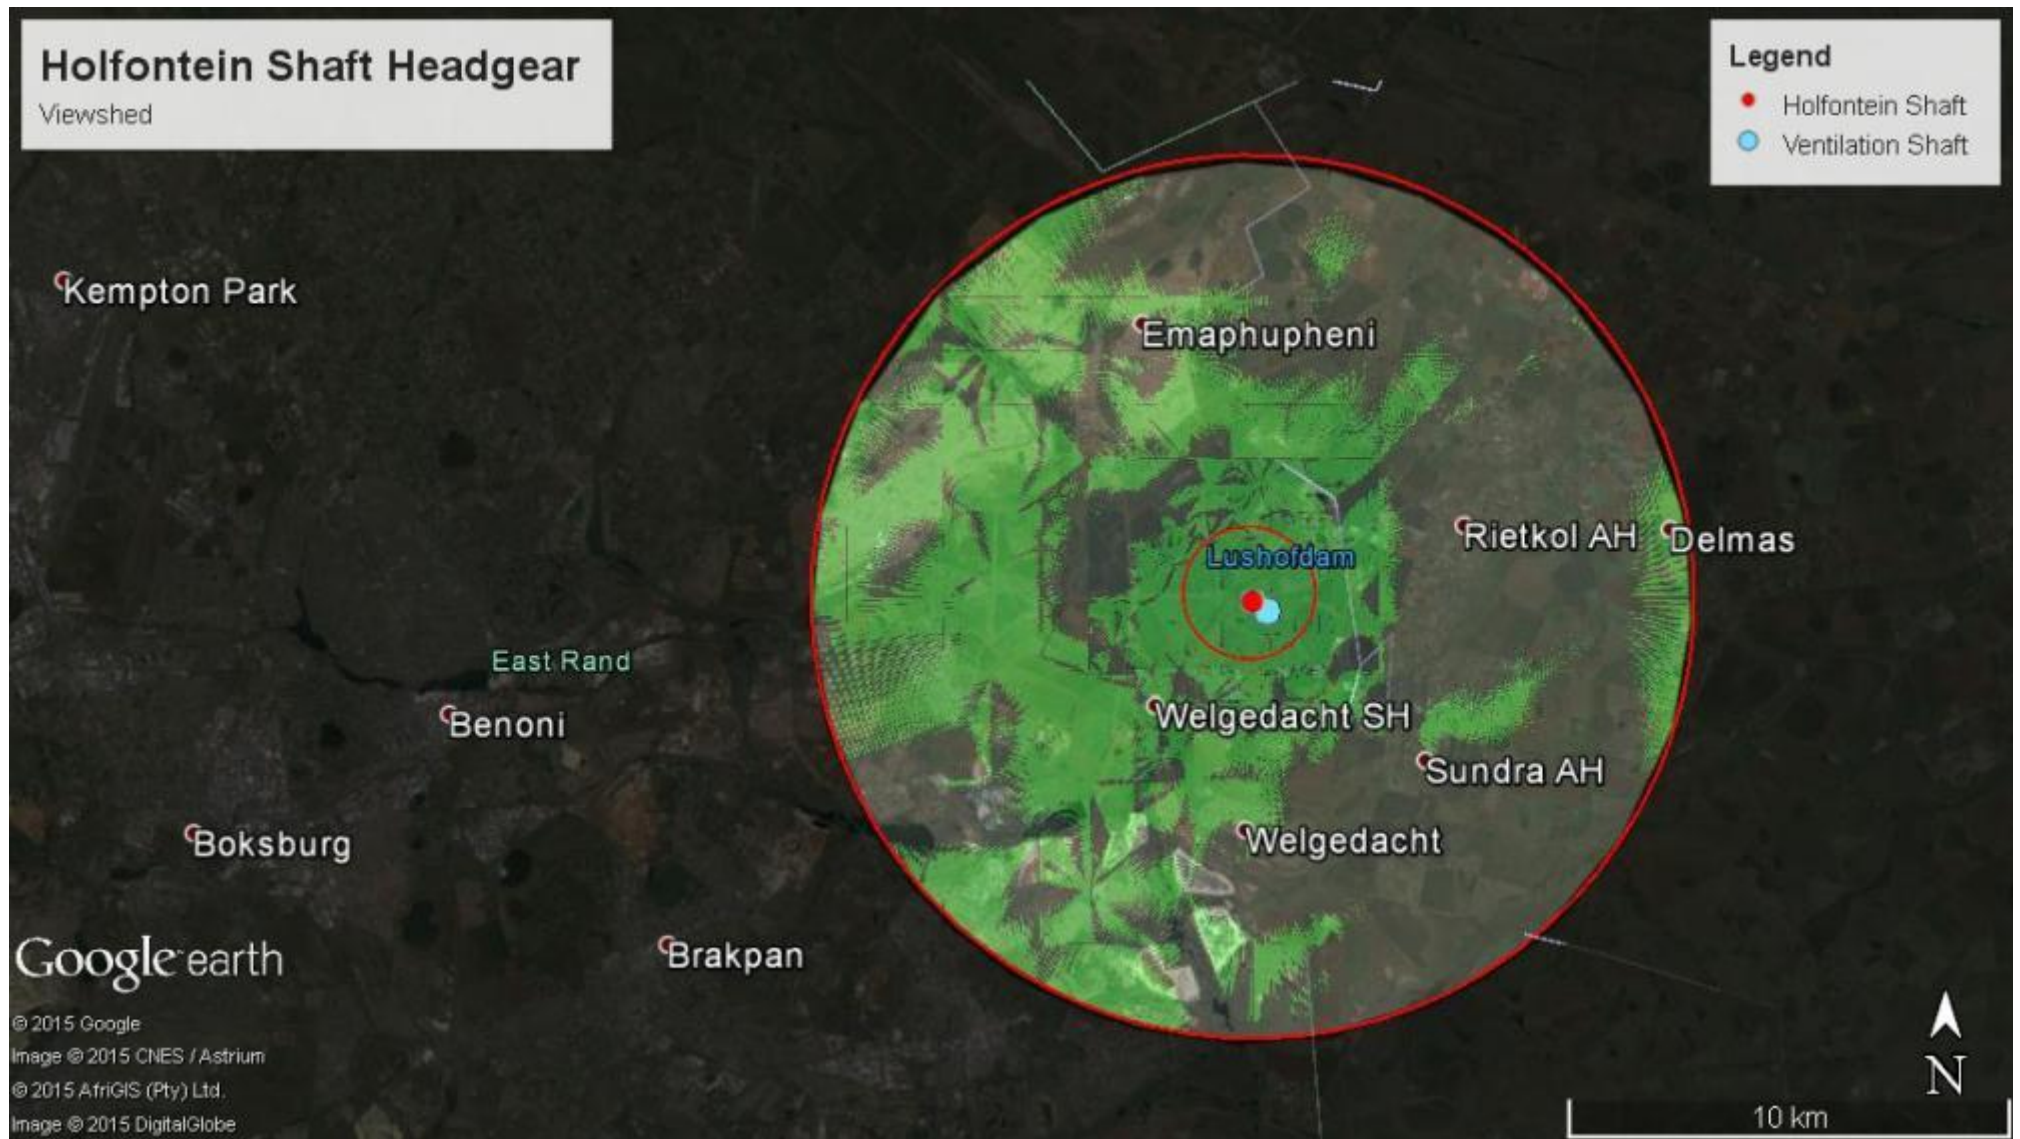 Holfontein Shaft Headgear
Viewshed
Legend
Holfontein Shaft
Ventilation Shaft
Kempton Park
Emaphupheni
Rietkol AH
Delmas
Lushofdam
East Rand
Benoni
Welgedacht SH
Sundra AH
Boksburg
Welgedacht
Brakpan
Google earth
© 2015 Google
Image © 2015 CNES / Astrium
© 2015 AfriGIS (Pty) Ltd.
Image © 2015 DigitalGlobe
N
10 km